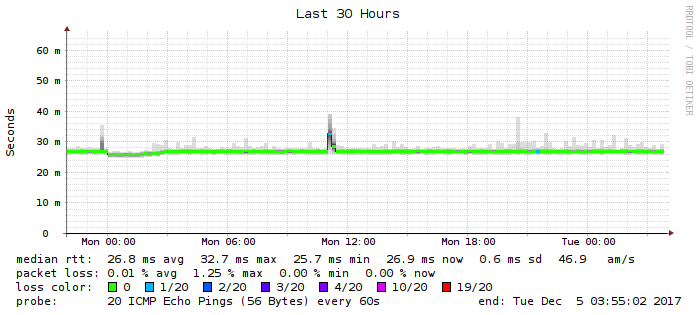 Last 30 Hours
RRDTOOL / TOBI OETIKER
Seconds
60 m
50 m
40 m
30 m
20 m
10 m
0
Mon 00:00 Mon 06:00 Mon 12:00 Mon 18:00 Tue 00:00
median rtt: 26.8 ms avg 32.7 ms max 25.7 ms min 26.9 ms now 0.6 ms sd 46.9 am/s
packet loss: 0.01 % avg 1.25 % max 0.00 % min 0.00 % now
loss color: 0 1/20 2/20 3/20 4/20 10/20 19/20
probe: 20 ICMP Echo Pings (56 Bytes) every 60s end: Tue Dec 5 03:55:02 2017